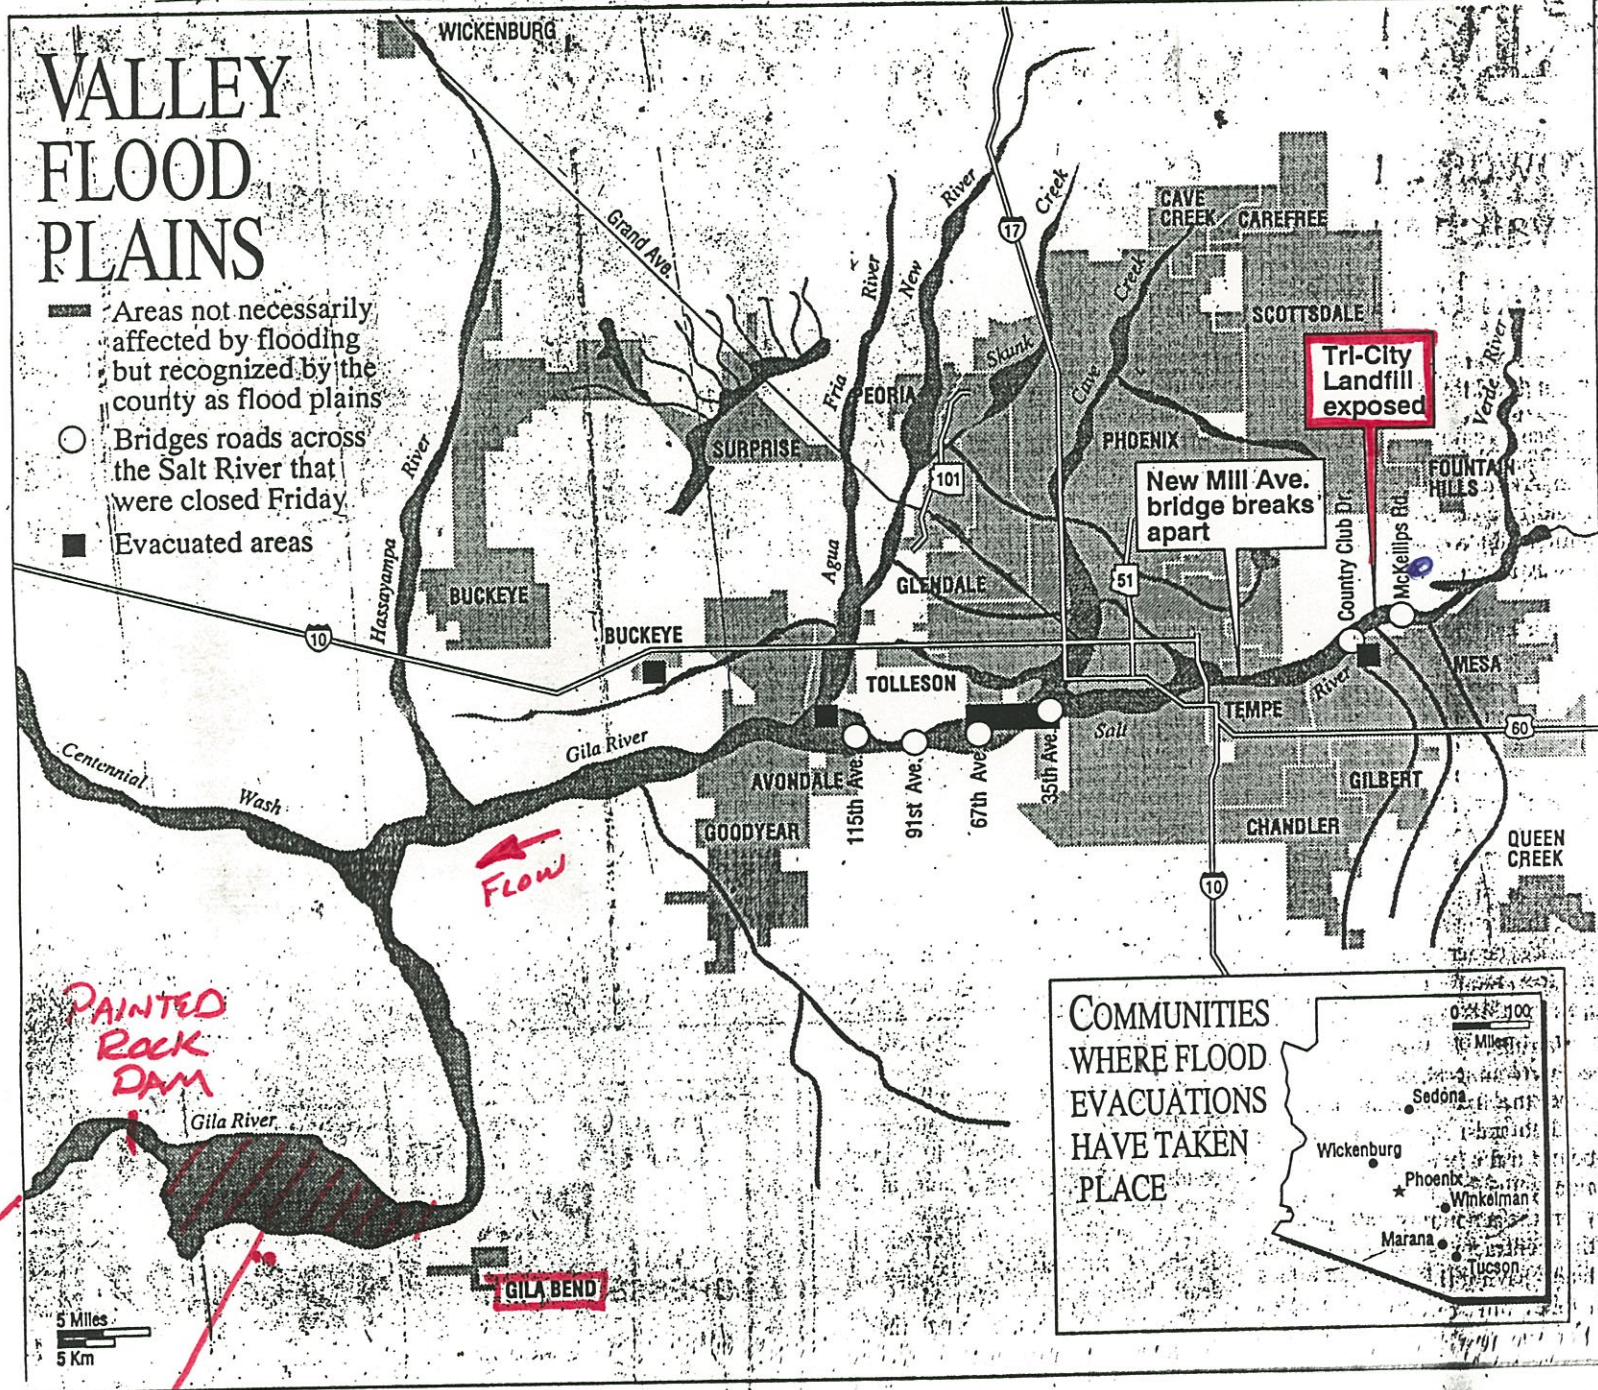 VALLEY
FLOOD
PLAINS
Areas not necessarily
affected by flooding
but recognized by the
county as flood plains
Bridges roads across
the Salt River that
were closed Friday
Evacuated areas
WICKENBURG
Grand Ave.
Hassayampa
River
Agua
Fria
River
New
River
17
Skunk
Creek
Cave
Creek
CAVE
CREEK
CAREFREE
SCOTTSDALE
PEORIA
SURPRISE
PHOENIX
101
Tri-City
Landfill
exposed
New Mill Ave.
bridge breaks
apart
Verde River
FOUNTAIN
HILLS
Country Club Dr.
McKellips Rd.
51
GLENDALE
BUCKEYE
BUCKEYE
10
TOLLESON
MESA
River
TEMPE
Salt
60
Gila River
Centennial
Wash
AVONDALE
115th Ave.
91st Ave.
67th Ave.
35th Ave.
GILBERT
GOODYEAR
CHANDLER
QUEEN
CREEK
10
FLOW
PAINTED
ROCK
DAM
Gila River
GILA BEND
5 Miles
5 Km
COMMUNITIES
WHERE FLOOD
EVACUATIONS
HAVE TAKEN
PLACE
0 100
Miles
Sedona
Wickenburg
Phoenix
Winkelman
Marana
Tucson